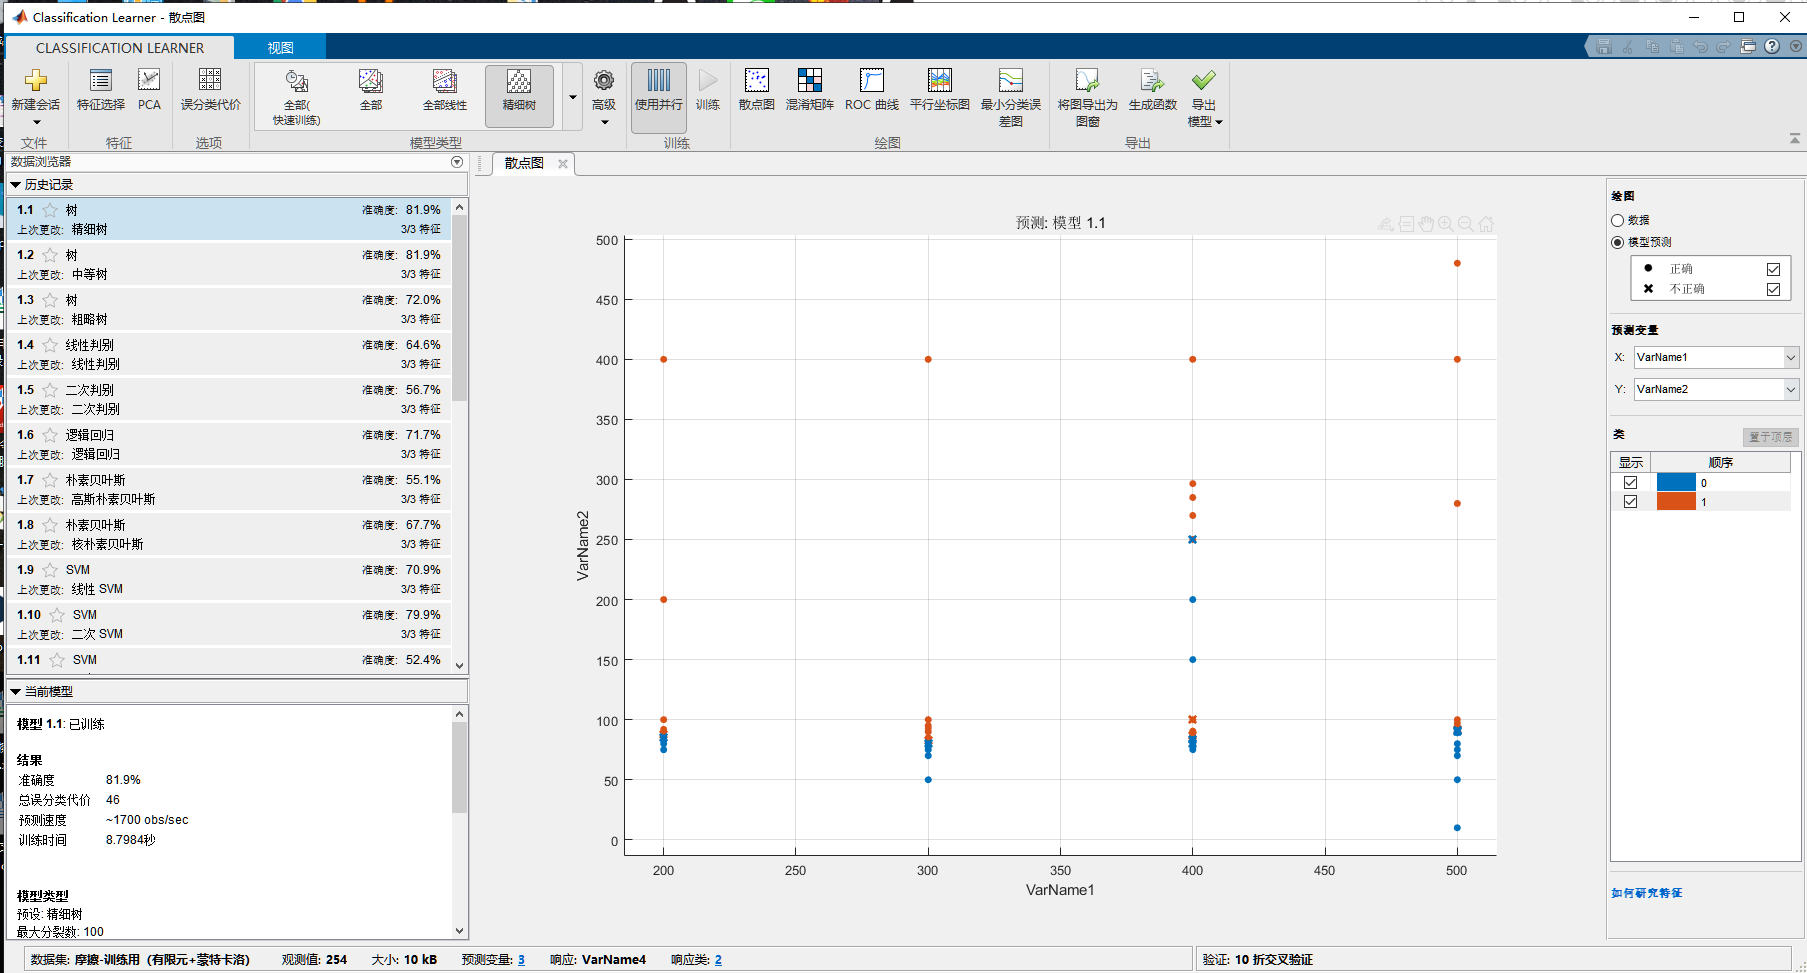 Classification Learner - 散点图
CLASSIFICATION LEARNER
视图
新建会话
特征选择
PCA
误分类代价
全部(
快速训练)
全部
全部线性
精细树
高级
使用并行
训练
散点图
混淆矩阵
ROC 曲线
平行坐标图
最小分类误
差图
将图导出为
图窗
生成函数
导出
模型
文件
特征
选项
模型类型
训练
绘图
导出
数据浏览器
历史记录
1.1 树 准确度: 81.9%
上次更改: 精细树 3/3 特征
1.2 树 准确度: 81.9%
上次更改: 中等树 3/3 特征
1.3 树 准确度: 72.0%
上次更改: 粗略树 3/3 特征
1.4 线性判别 准确度: 64.6%
上次更改: 线性判别 3/3 特征
1.5 二次判别 准确度: 56.7%
上次更改: 二次判别 3/3 特征
1.6 逻辑回归 准确度: 71.7%
上次更改: 逻辑回归 3/3 特征
1.7 朴素贝叶斯 准确度: 55.1%
上次更改: 高斯朴素贝叶斯 3/3 特征
1.8 朴素贝叶斯 准确度: 67.7%
上次更改: 核朴素贝叶斯 3/3 特征
1.9 SVM 准确度: 70.9%
上次更改: 线性 SVM 3/3 特征
1.10 SVM 准确度: 79.9%
上次更改: 二次 SVM 3/3 特征
1.11 SVM 准确度: 52.4%
当前模型
模型 1.1: 已训练
结果
准确度 81.9%
总误分类代价 46
预测速度 ~1700 obs/sec
训练时间 8.7984秒
模型类型
预设: 精细树
最大分裂数: 100
散点图
预测: 模型 1.1
500
450
400
350
300
250
200
150
100
50
0
VarName2
200 250 300 350 400 450 500
VarName1
绘图
数据
模型预测
正确
不正确
预测变量
X: VarName1
Y: VarName2
类
置于顶层
显示 顺序
0
1
如何研究特征
数据集: 摩擦-训练用（有限元+蒙特卡洛） 观测值: 254 大小: 10 kB 预测变量: 3 响应: VarName4 响应类: 2
验证: 10 折交叉验证